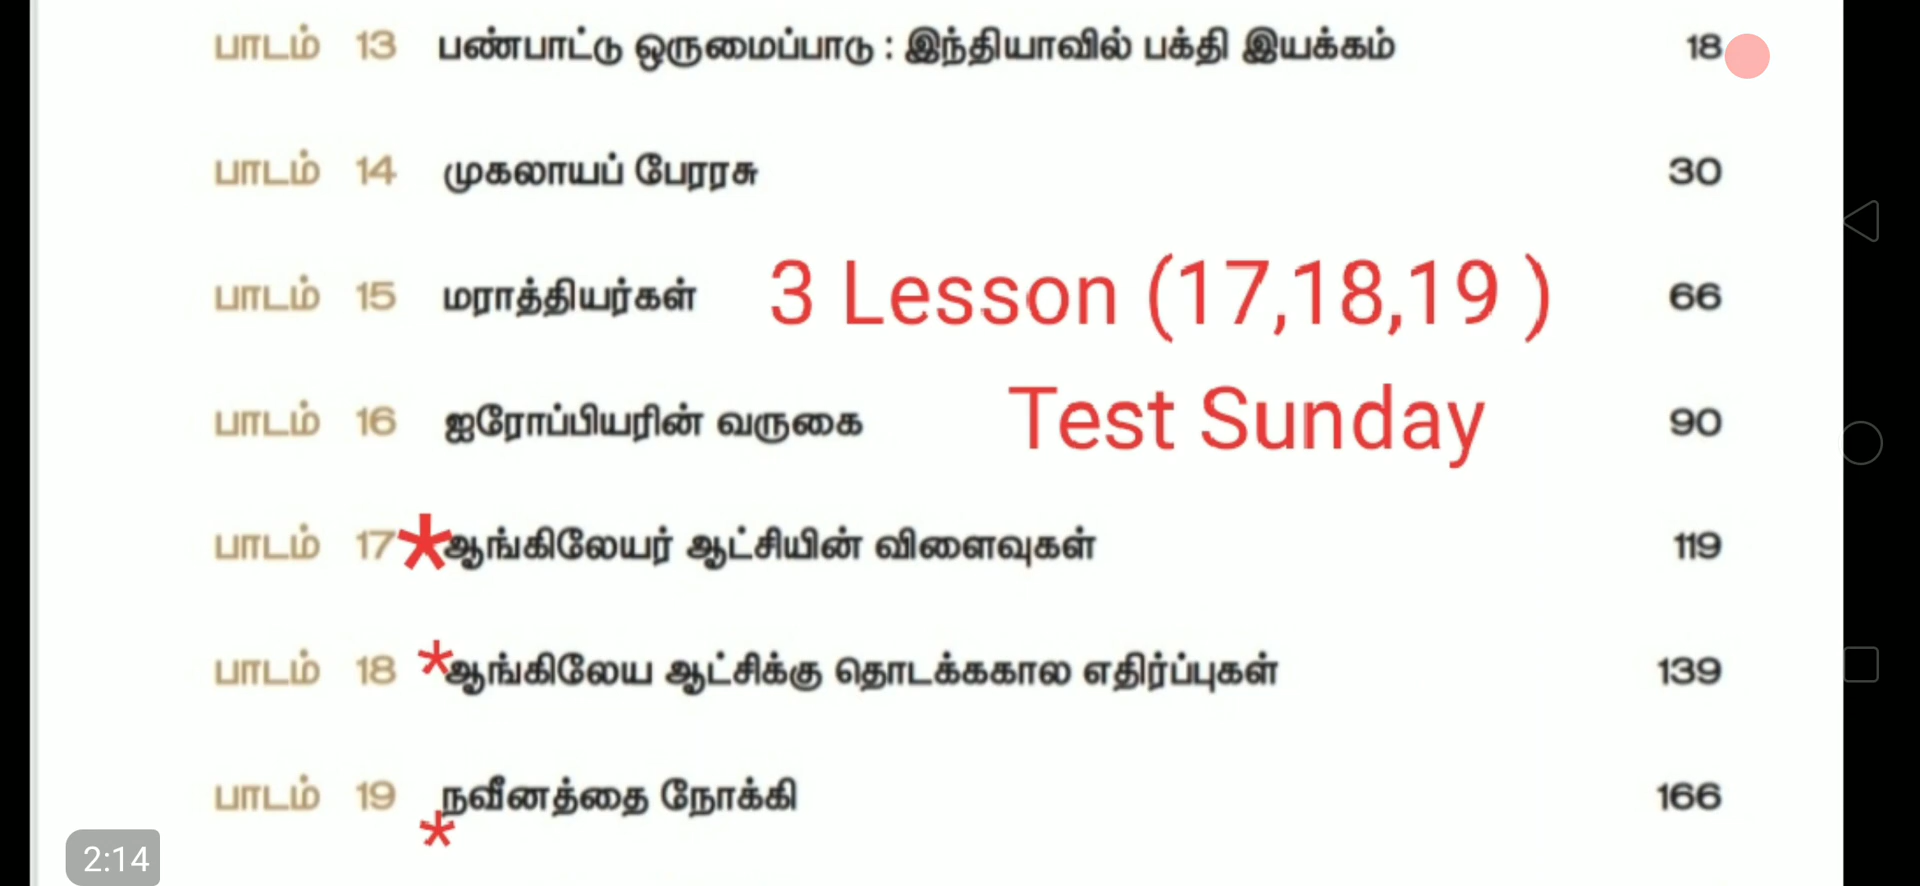 பாடம் 13 பண்பாட்டு ஒருமைப்பாடு : இந்தியாவில் பக்தி இயக்கம் 18
பாடம் 14 முகலாயப் பேரரசு 30
பாடம் 15 மராத்தியர்கள் 3 Lesson (17,18,19 ) 66
பாடம் 16 ஐரோப்பியரின் வருகை Test Sunday 90
பாடம் 17 * ஆங்கிலேயர் ஆட்சியின் விளைவுகள் 119
பாடம் 18 * ஆங்கிலேய ஆட்சிக்கு தொடக்ககால எதிர்ப்புகள் 139
பாடம் 19 * நவீனத்தை நோக்கி 166
2:14